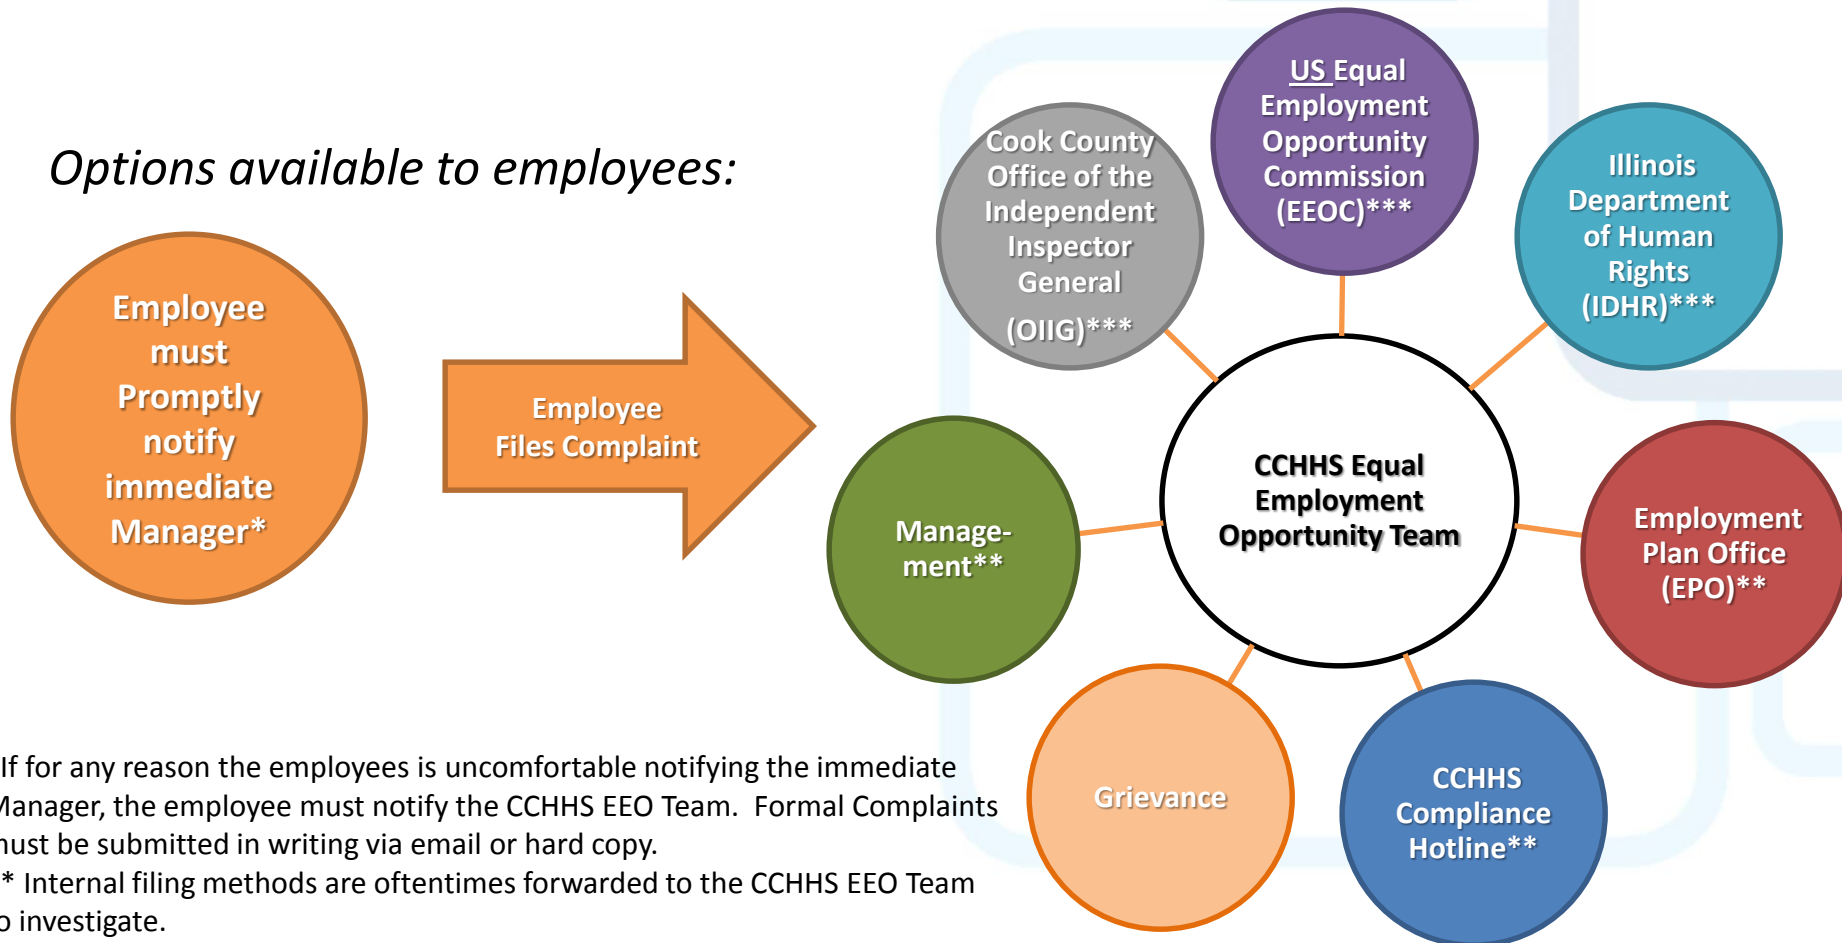 Options available to employees:
Employee
must
Promptly
notify
immediate
Manager*
Employee
Files Complaint
Cook County
Office of the
Independent
Inspector
General
(OIIG)***
US Equal
Employment
Opportunity
Commission
(EEOC)***
Illinois
Department
of Human
Rights
(IDHR)***
Manage-
ment**
CCHHS Equal
Employment
Opportunity Team
Employment
Plan Office
(EPO)**
Grievance
CCHHS
Compliance
Hotline**
If for any reason the employees is uncomfortable notifying the immediate
Manager, the employee must notify the CCHHS EEO Team.  Formal Complaints
must be submitted in writing via email or hard copy.
* Internal filing methods are oftentimes forwarded to the CCHHS EEO Team
to investigate.